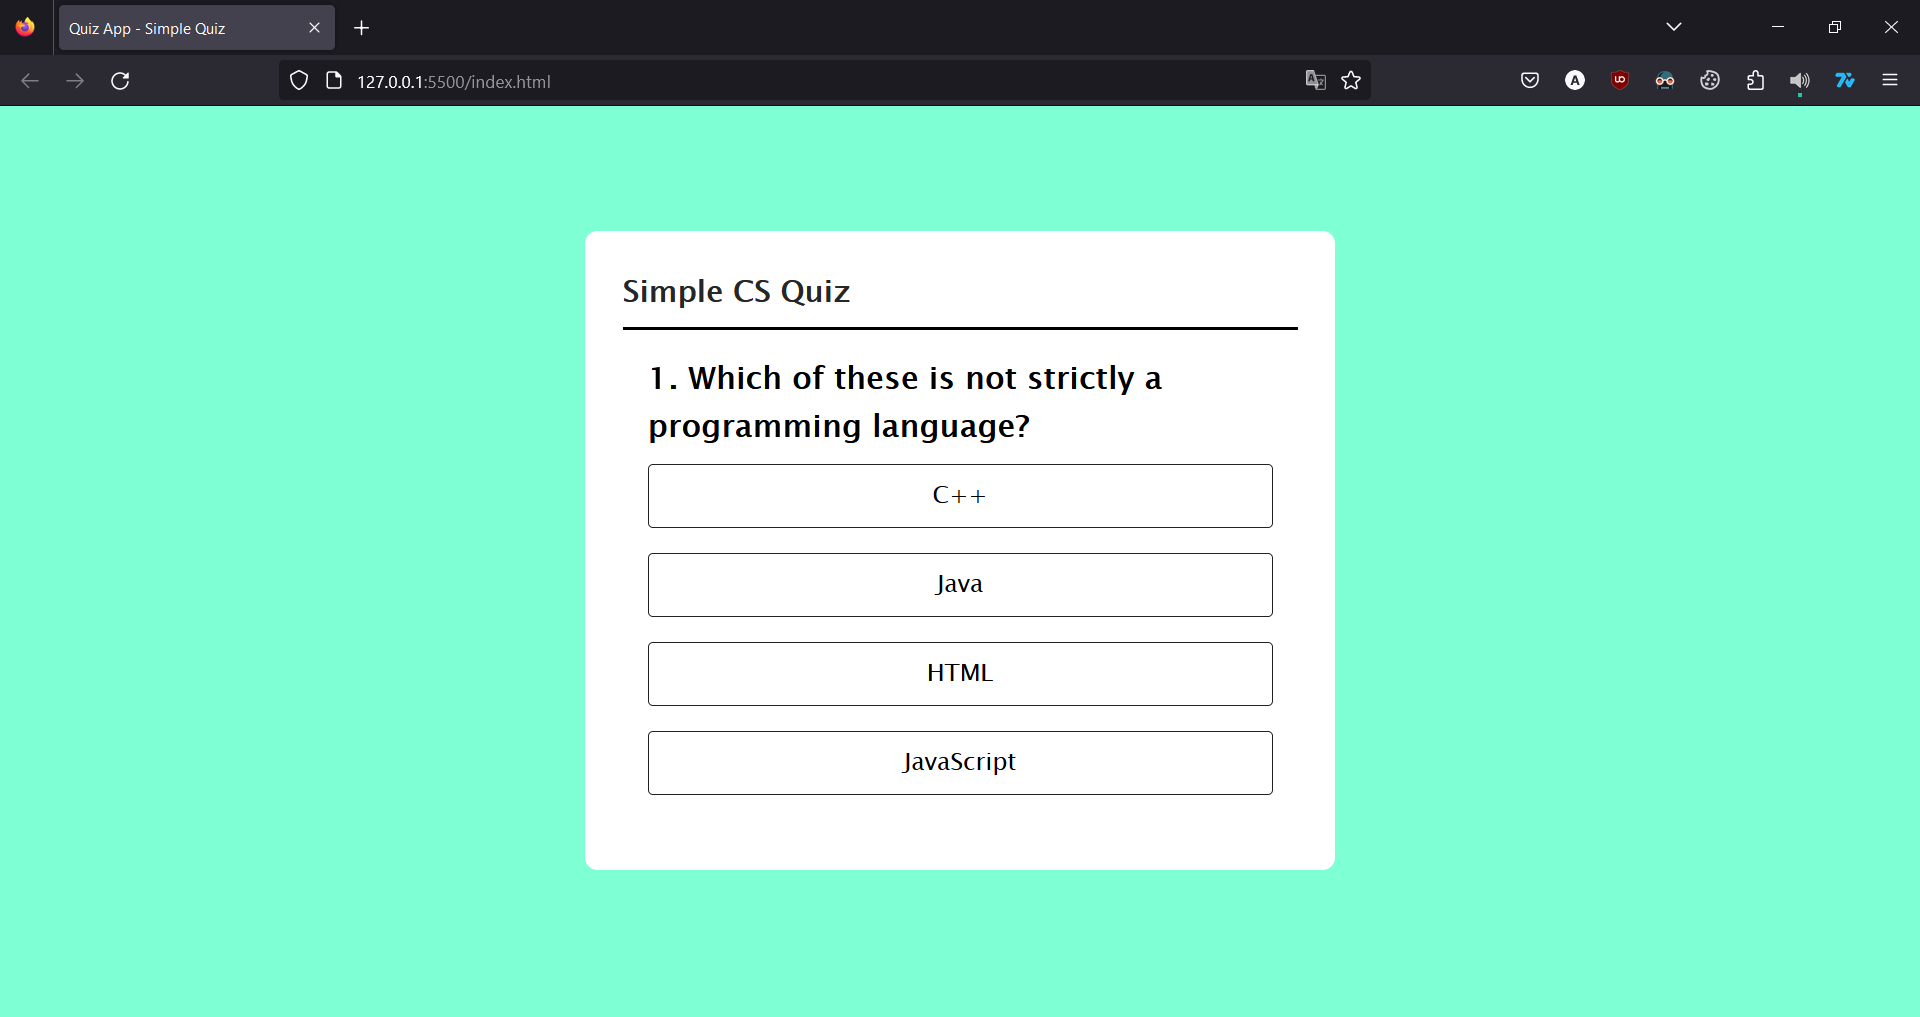 Quiz App - Simple Quiz
127.0.0.1:5500/index.html
Simple CS Quiz
1. Which of these is not strictly a
programming language?
C++
Java
HTML
JavaScript